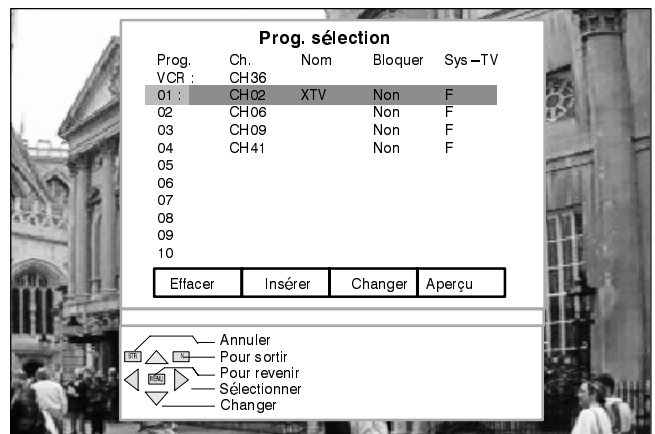 Prog. sélection
Prog. Ch. Nom Bloquer Sys–TV
VCR : CH36
01 : CH02 XTV Non F
02 CH06 Non F
03 CH09 Non F
04 CH41 Non F
05
06
07
08
09
10
Effacer Insérer Changer Aperçu
Annuler
STR N Pour sortir
MENU Pour revenir
Sélectionner
Changer